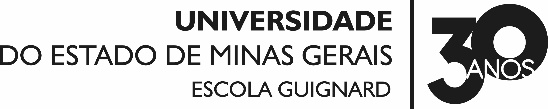 UNIVERSIDADE
DO ESTADO DE MINAS GERAIS
ESCOLA GUIGNARD
30
ANOS